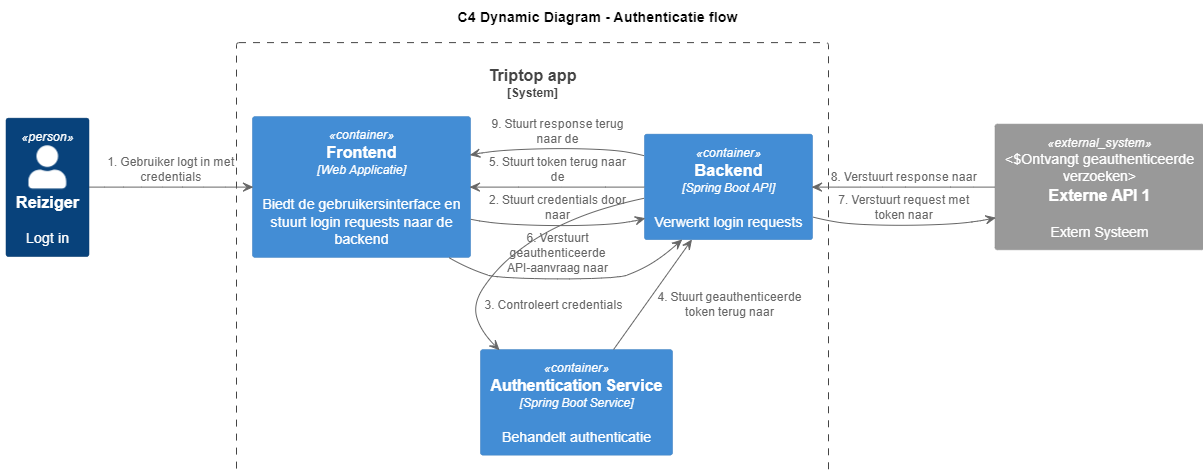 C4 Dynamic Diagram - Authenticatie flow
Triptop app
[System]
«person»
Reiziger
Logt in
1. Gebruiker logt in met
credentials
«container»
Frontend
[Web Applicatie]
Biedt de gebruikersinterface en
stuurt login requests naar de
backend
9. Stuurt response terug
naar de
5. Stuurt token terug naar
de
2. Stuurt credentials door
naar
6. Verstuurt
geauthenticeerde
API-aanvraag naar
«container»
Backend
[Spring Boot API]
Verwerkt login requests
8. Verstuurt response naar
7. Verstuurt request met
token naar
«external_system»
<$Ontvangt geauthenticeerde
verzoeken>
Externe API 1
Extern Systeem
3. Controleert credentials
4. Stuurt geauthenticeerde
token terug naar
«container»
Authentication Service
[Spring Boot Service]
Behandelt authenticatie